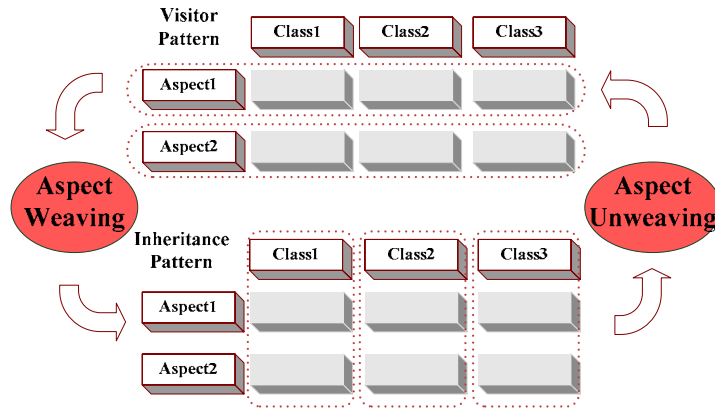 Visitor
Pattern
Class1 Class2 Class3
Aspect1
Aspect2
Aspect
Weaving
Aspect
Unweaving
Inheritance
Pattern
Class1 Class2 Class3
Aspect1
Aspect2